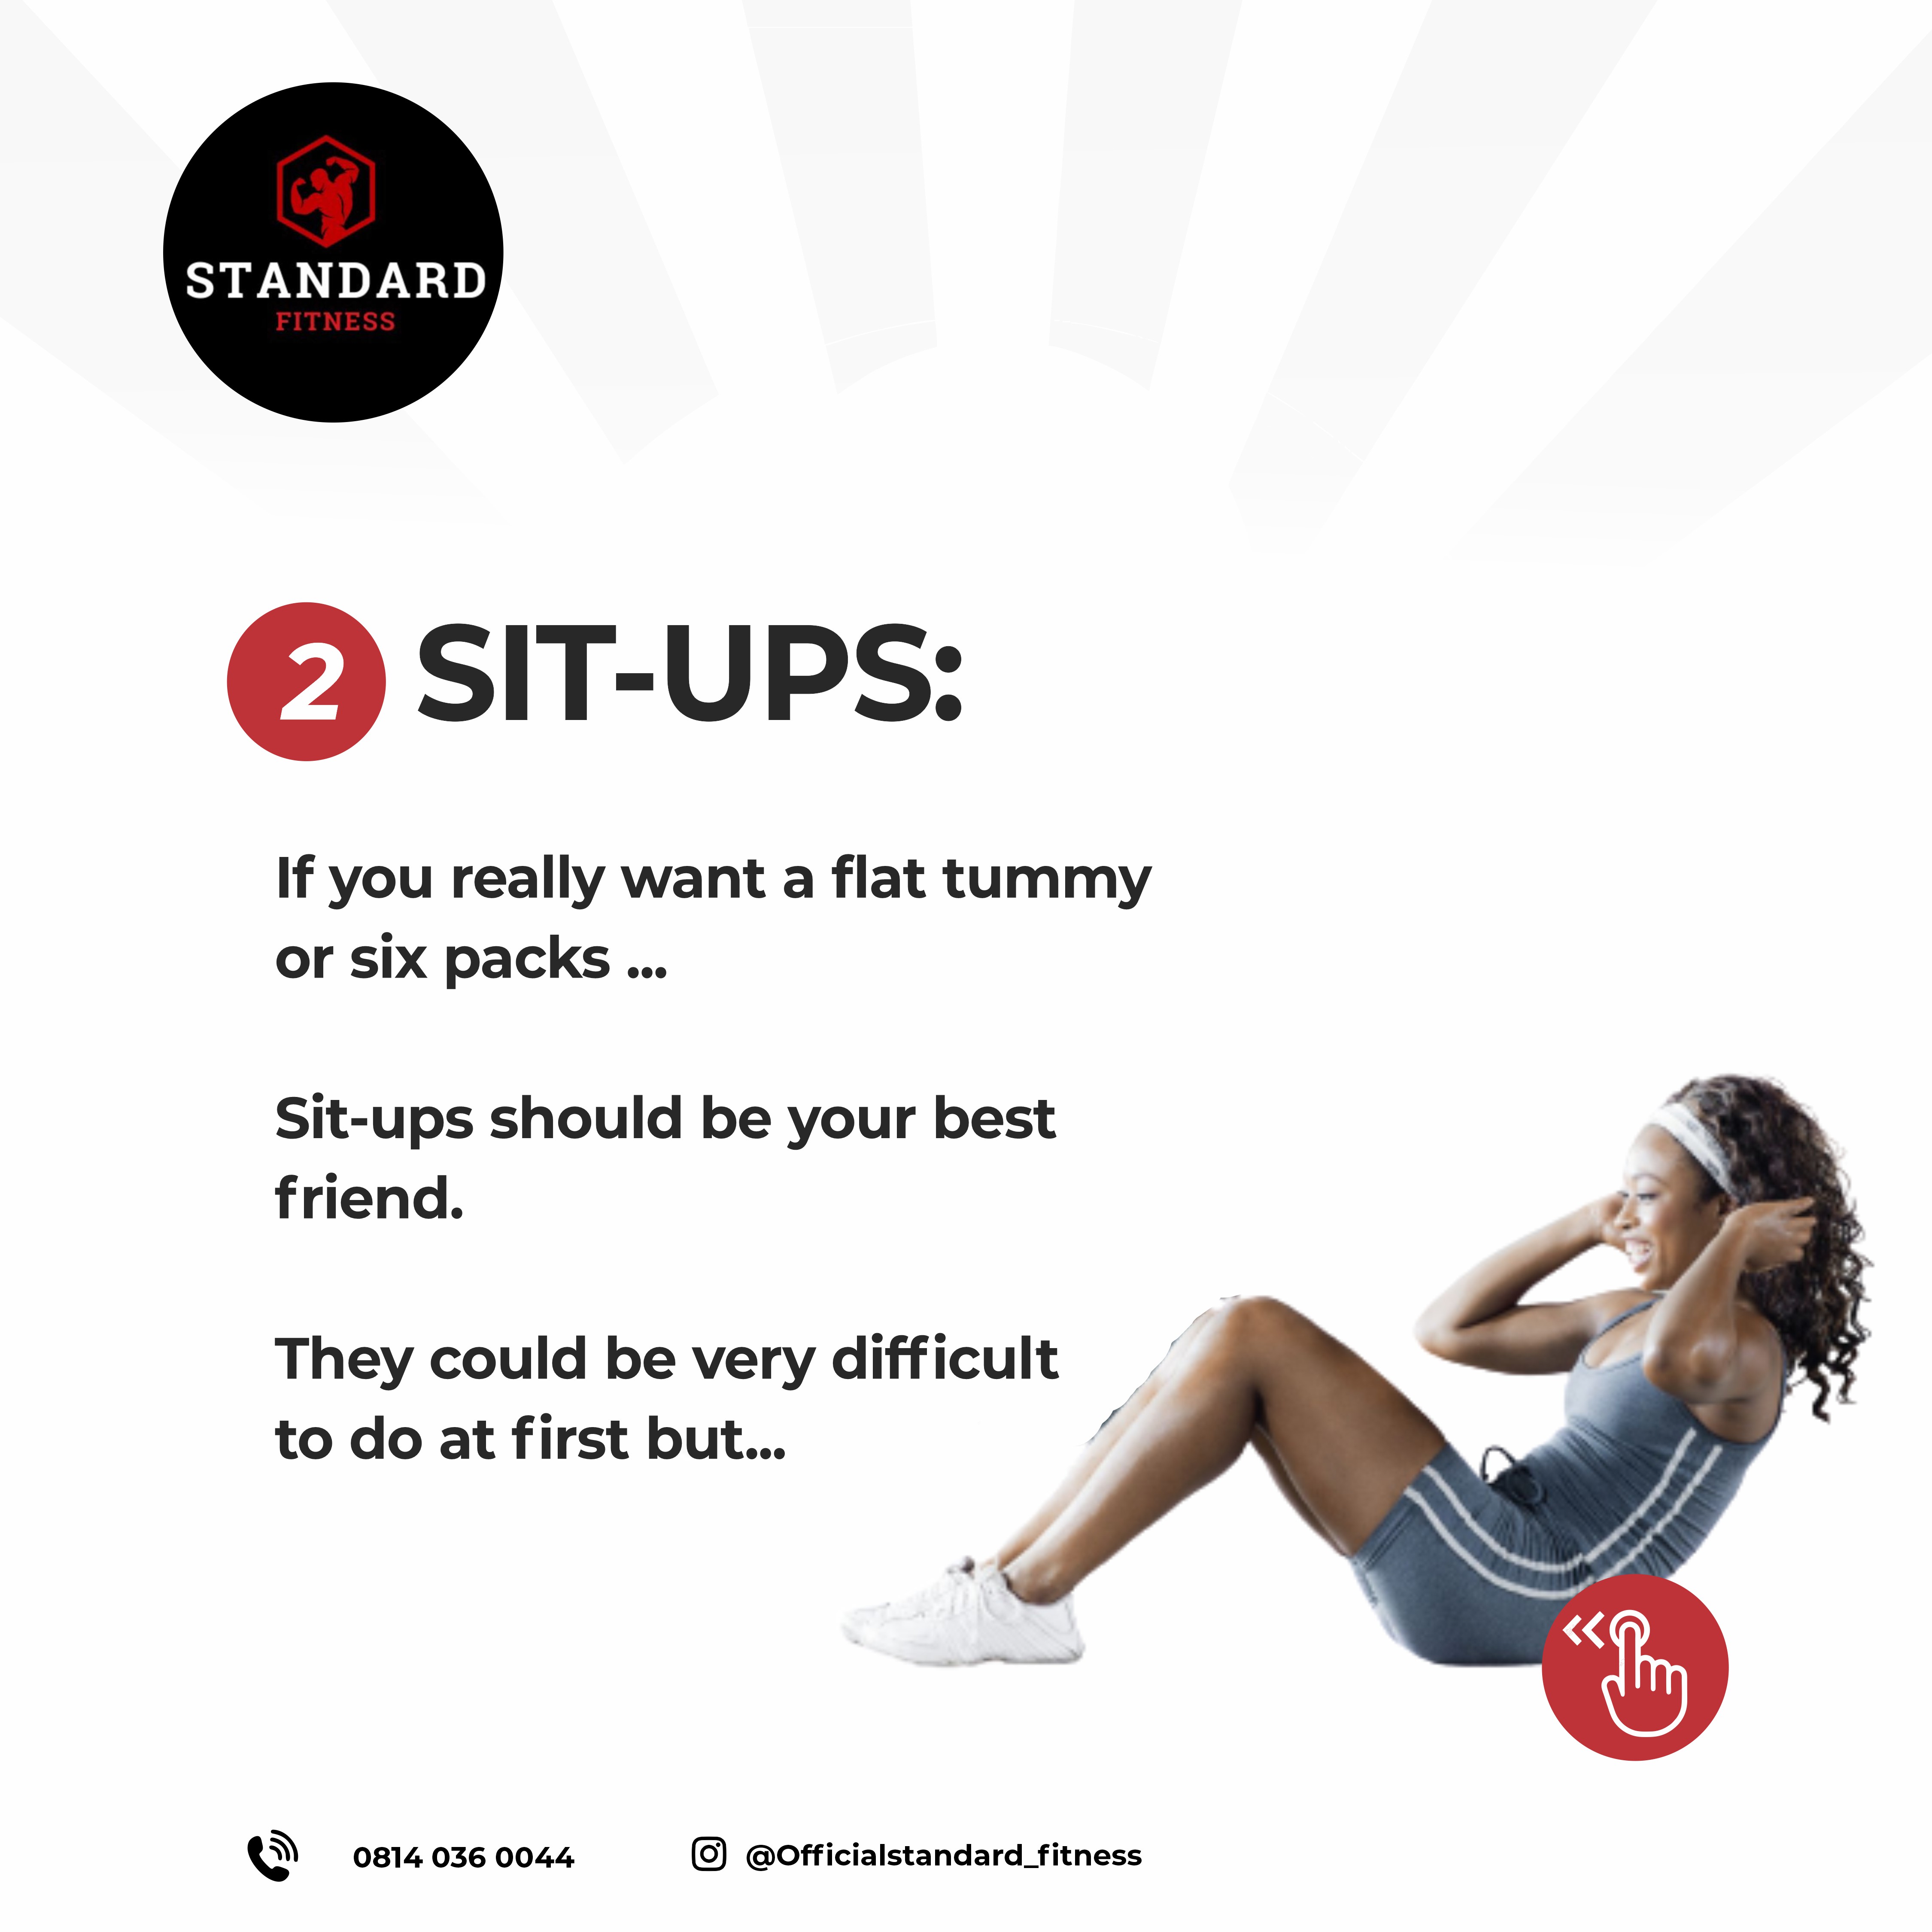 STANDARD
FITNESS
2 SIT-UPS:
If you really want a flat tummy
or six packs ...
Sit-ups should be your best
friend.
They could be very difficult
to do at first but...
0814 036 0044 @Officialstandard_fitness